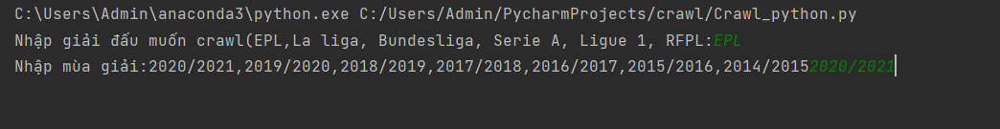 C:\Users\Admin\anaconda3\python.exe C:/Users/Admin/PycharmProjects/crawl/Crawl_python.py
Nhập giải đấu muốn crawl(EPL,La liga, Bundesliga, Serie A, Ligue 1, RFPL:EPL
Nhập mùa giải:2020/2021,2019/2020,2018/2019,2017/2018,2016/2017,2015/2016,2014/20152020/2021